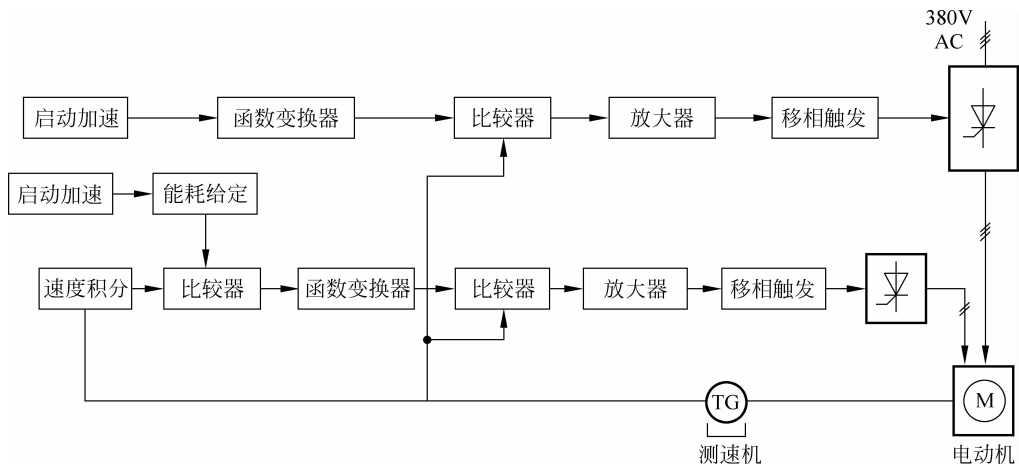 380V
AC
启动加速
函数变换器
比较器
放大器
移相触发
启动加速
能耗给定
速度积分
比较器
函数变换器
比较器
放大器
移相触发
TG
M
测速机
电动机